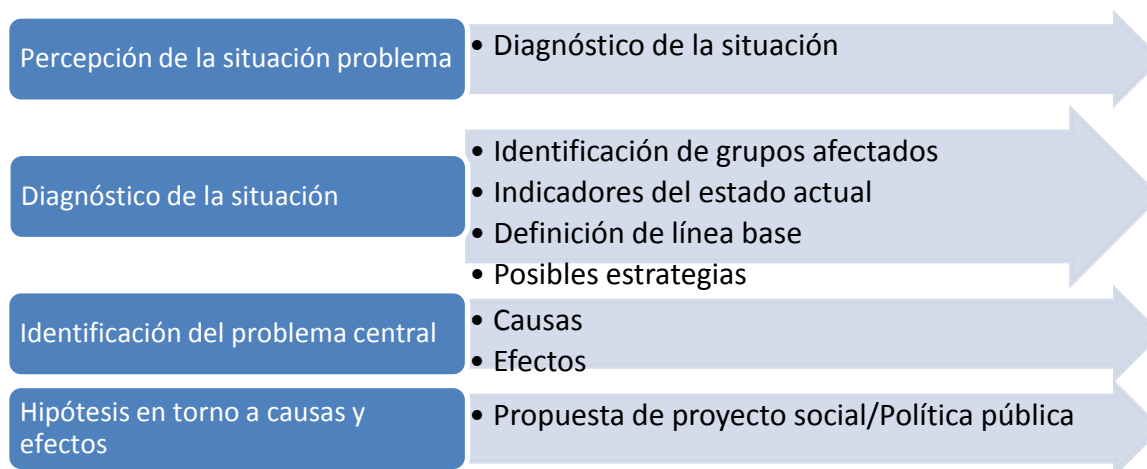 Percepción de la situación problema
• Diagnóstico de la situación
Diagnóstico de la situación
• Identificación de grupos afectados
• Indicadores del estado actual
• Definición de línea base
• Posibles estrategias
Identificación del problema central
• Causas
• Efectos
Hipótesis en torno a causas y
efectos
• Propuesta de proyecto social/Política pública